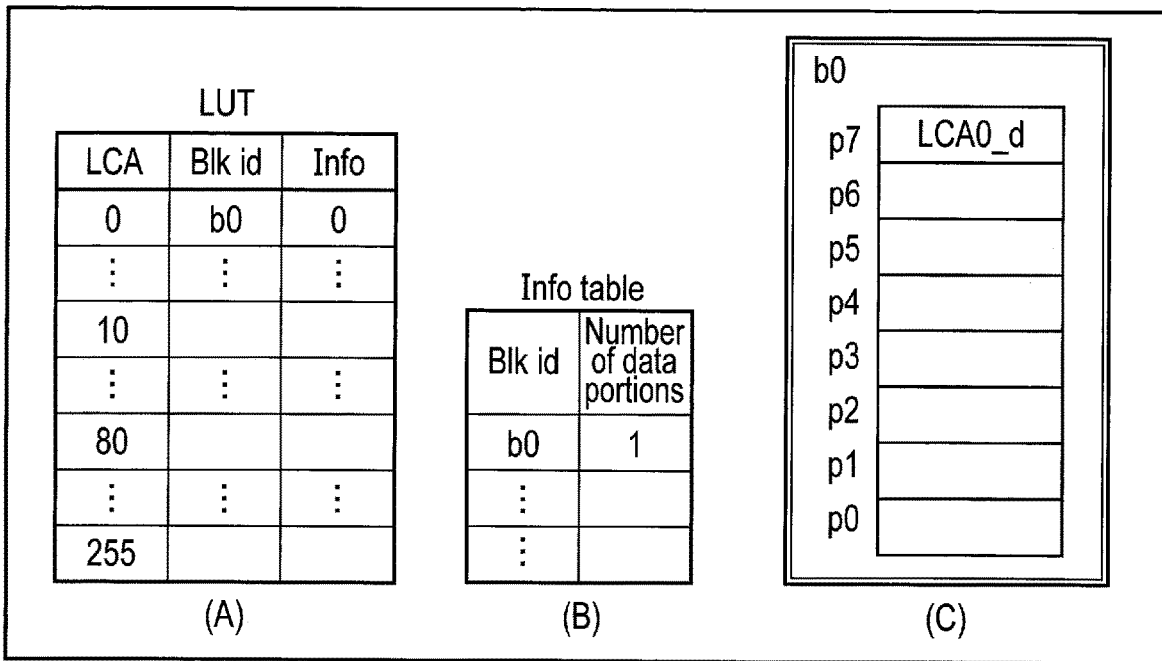 LUT
LCA Blk id Info
0 b0 0
⋮ ⋮ ⋮
10
⋮ ⋮ ⋮
80
⋮ ⋮ ⋮
255
(A)
Info table
Blk id Number
of data
portions
b0 1
⋮
⋮
(B)
b0
p7 LCA0_d
p6
p5
p4
p3
p2
p1
p0
(C)